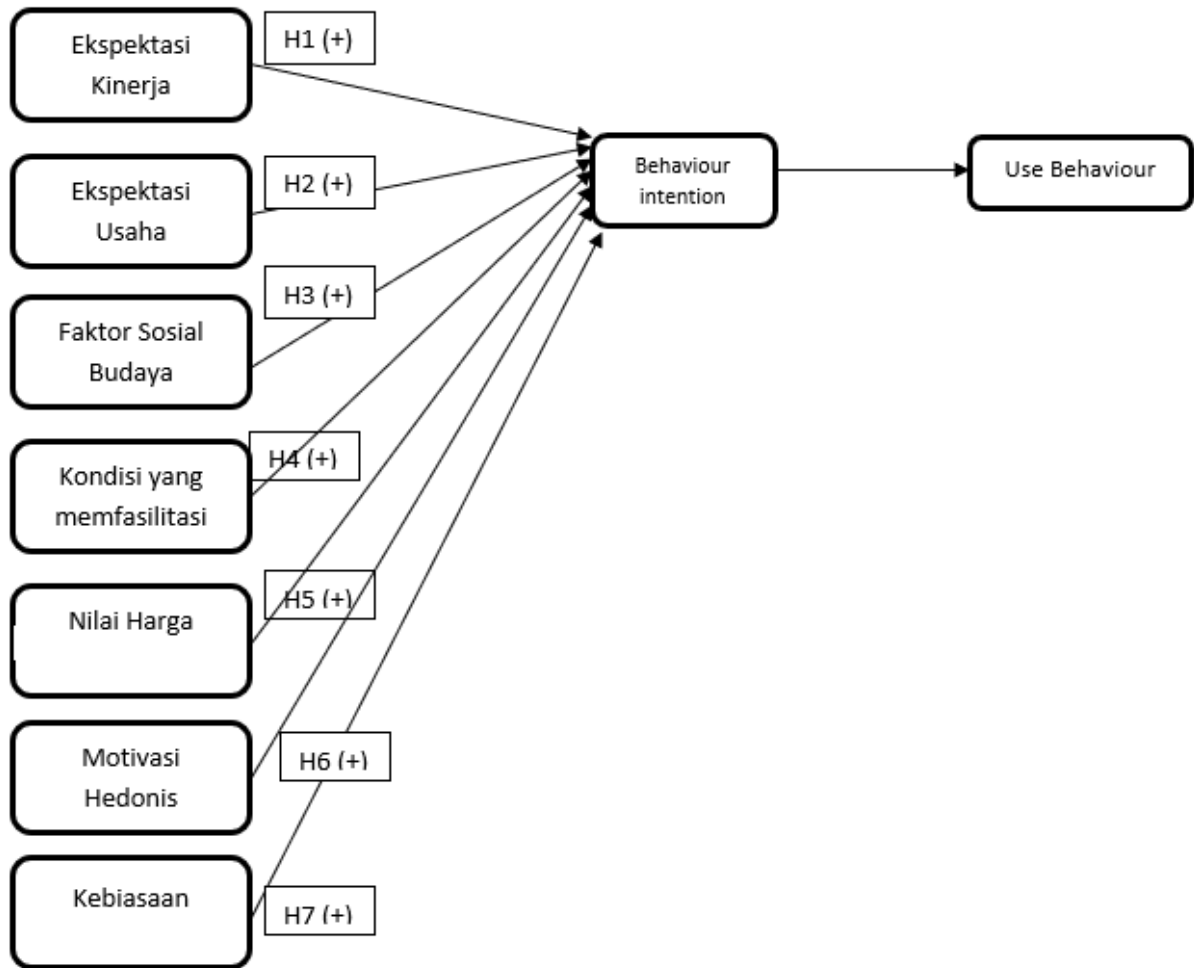 H1 (+)
Ekspektasi
Kinerja
Behaviour
intention
Use Behaviour
H2 (+)
Ekspektasi
Usaha
H3 (+)
Faktor Sosial
Budaya
H4 (+)
Kondisi yang
memfasilitasi
H5 (+)
Nilai Harga
Motivasi
Hedonis
H6 (+)
Kebiasaan
H7 (+)